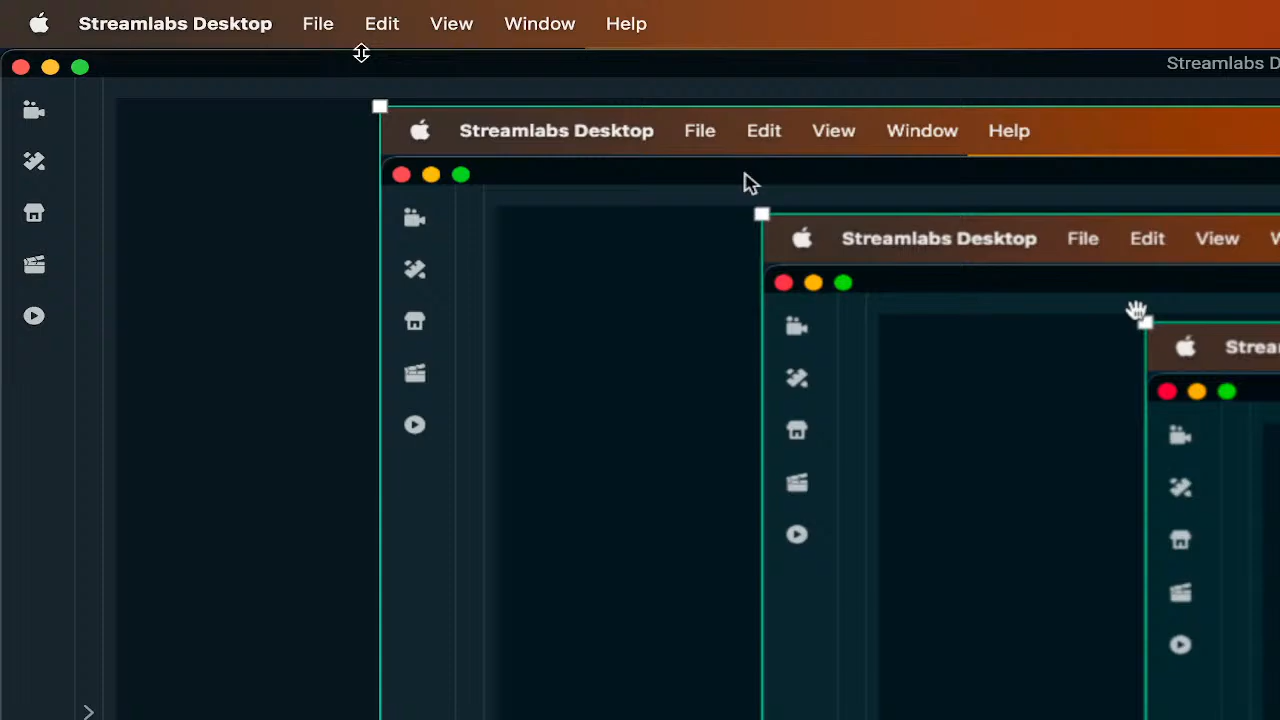 Streamlabs Desktop File Edit View Window Help
Streamlabs D
Streamlabs Desktop File Edit View Window Help
Streamlabs Desktop File Edit View W
Strea